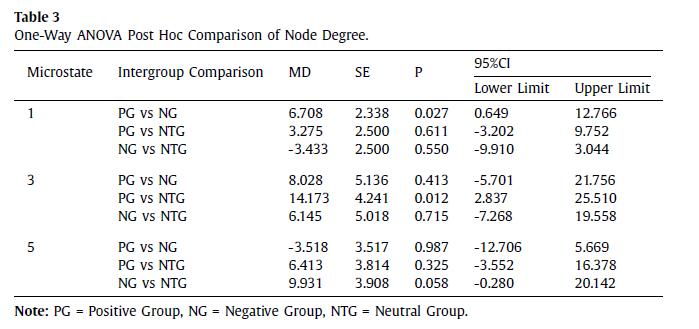 Table 3
One-Way ANOVA Post Hoc Comparison of Node Degree.
Microstate Intergroup Comparison MD SE P 95%CI
Lower Limit Upper Limit
1 PG vs NG 6.708 2.338 0.027 0.649 12.766
PG vs NTG 3.275 2.500 0.611 -3.202 9.752
NG vs NTG -3.433 2.500 0.550 -9.910 3.044
3 PG vs NG 8.028 5.136 0.413 -5.701 21.756
PG vs NTG 14.173 4.241 0.012 2.837 25.510
NG vs NTG 6.145 5.018 0.715 -7.268 19.558
5 PG vs NG -3.518 3.517 0.987 -12.706 5.669
PG vs NTG 6.413 3.814 0.325 -3.552 16.378
NG vs NTG 9.931 3.908 0.058 -0.280 20.142
Note: PG = Positive Group, NG = Negative Group, NTG = Neutral Group.